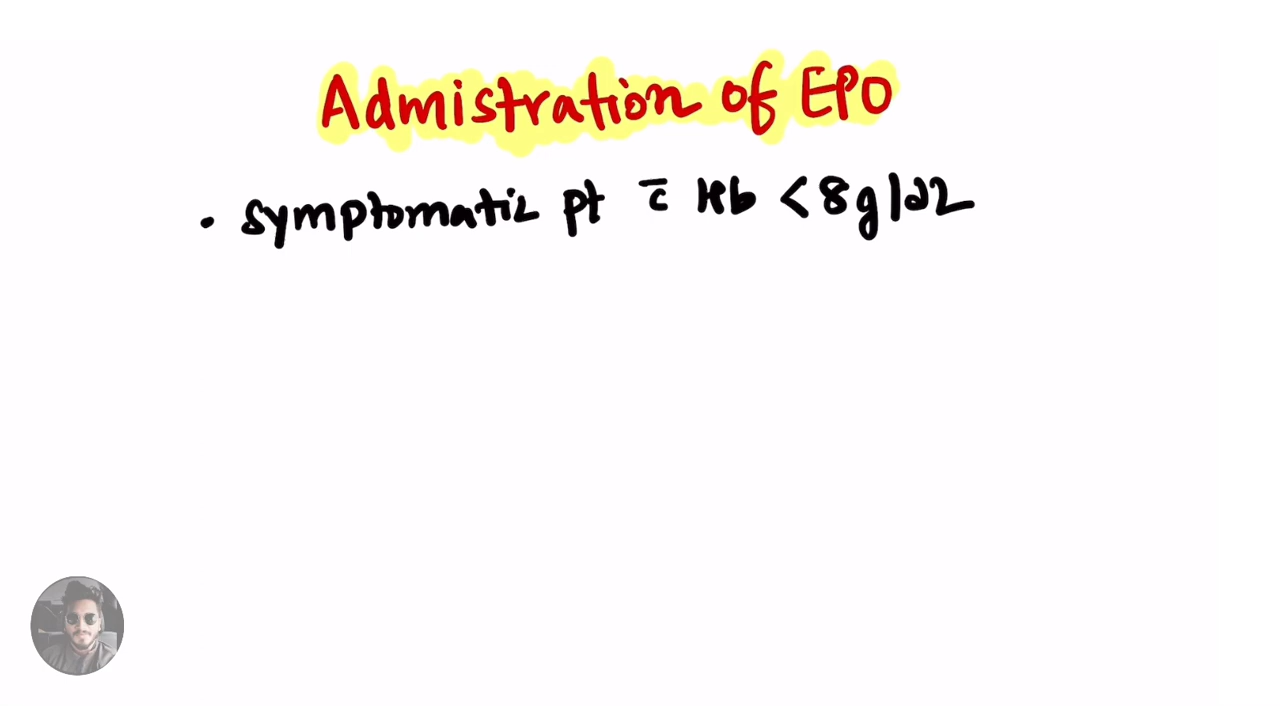 Admistration of EPO
• symptomatic pt c̄ Hb < 8g/dL